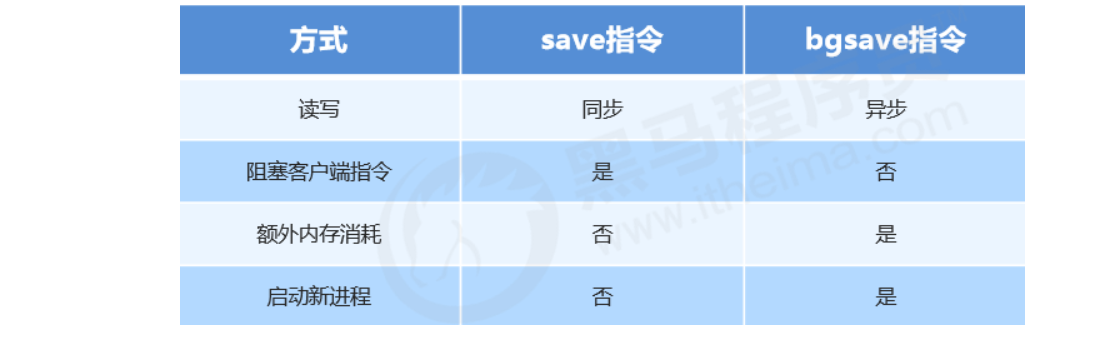 方式 save指令 bgsave指令
读写 同步 异步
阻塞客户端指令 是 否
额外内存消耗 否 是
启动新进程 否 是
黑马程序员
www.itheima.com